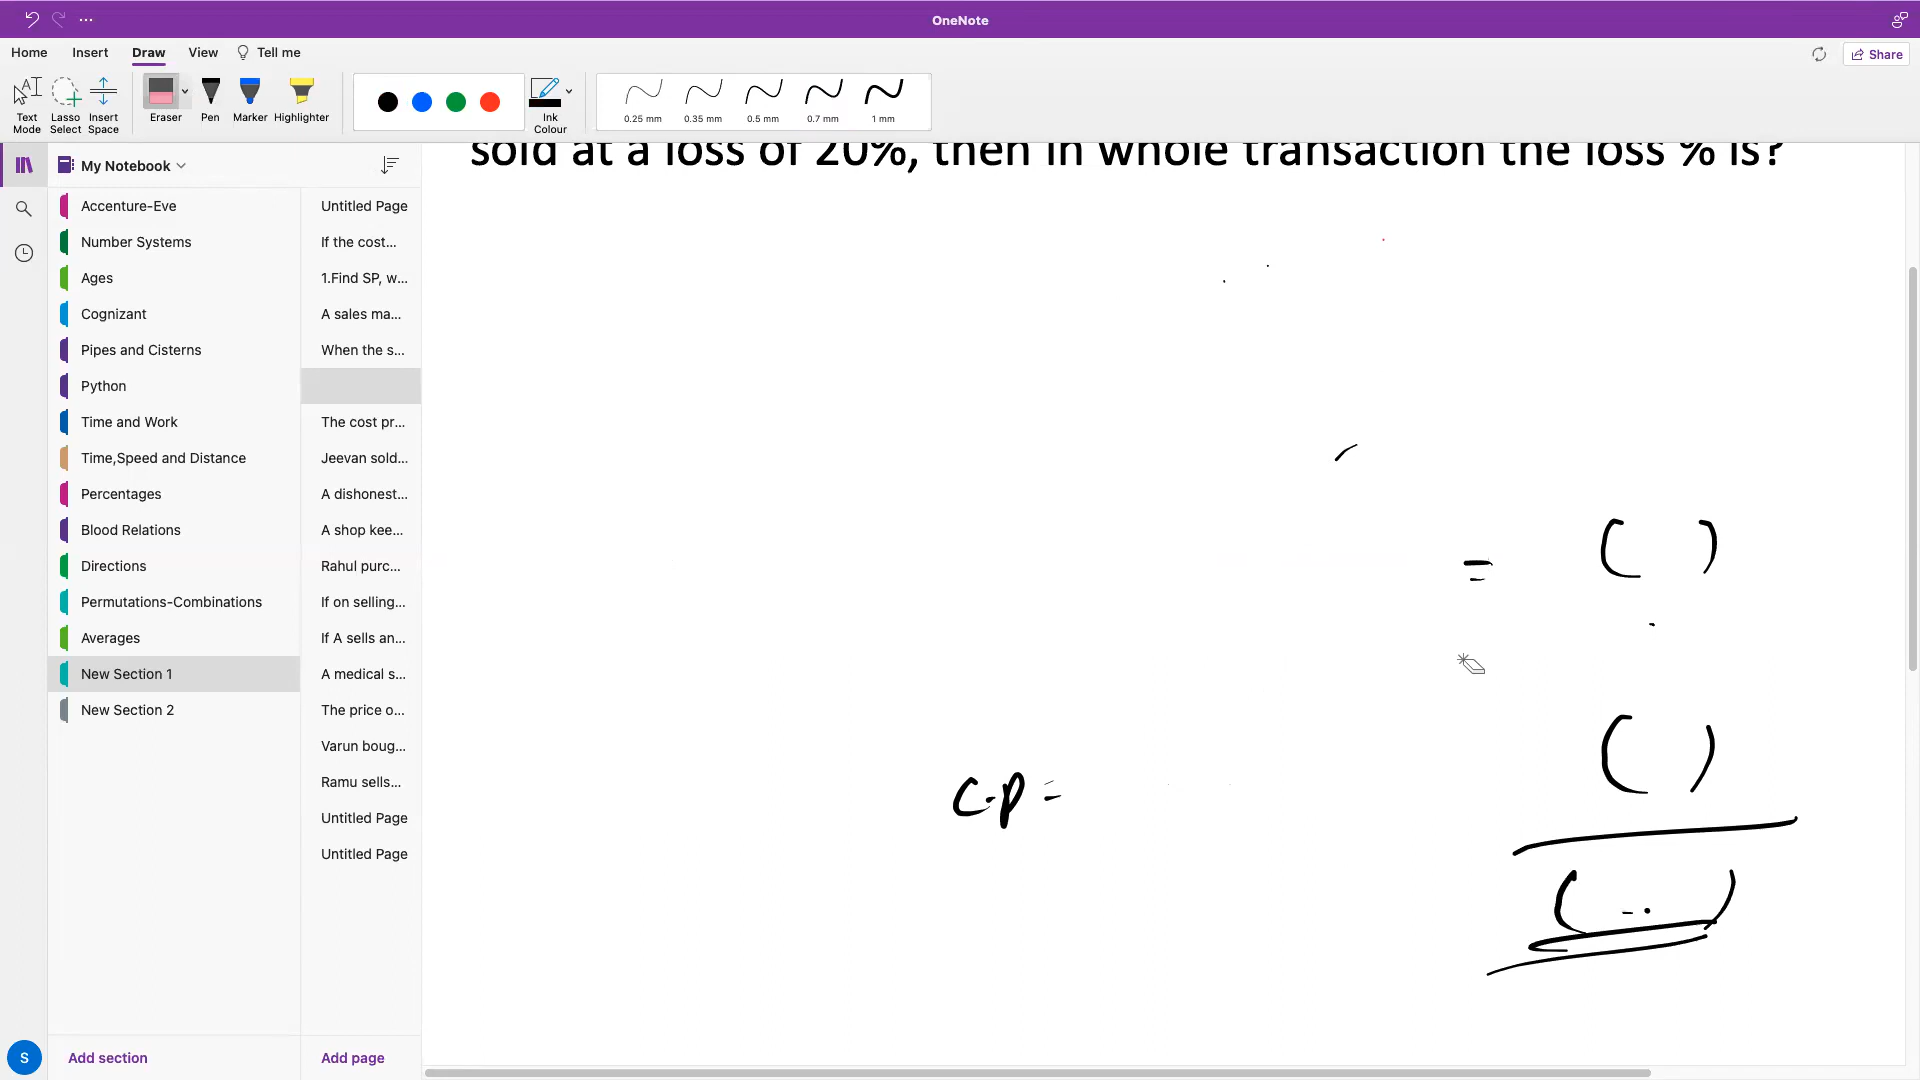 OneNote
Home Insert Draw View Tell me
Share
Text Mode
Lasso Select
Insert Space
Eraser
Pen
Marker
Highlighter
Ink Colour
0.25 mm
0.35 mm
0.5 mm
0.7 mm
1 mm
My Notebook
Accenture-Eve
Number Systems
Ages
Cognizant
Pipes and Cisterns
Python
Time and Work
Time,Speed and Distance
Percentages
Blood Relations
Directions
Permutations-Combinations
Averages
New Section 1
New Section 2
Add section
Untitled Page
If the cost...
1.Find SP, w...
A sales ma...
When the s...
The cost pr...
Jeevan sold...
A dishonest...
A shop kee...
Rahul purc...
If on selling...
If A sells an...
A medical s...
The price o...
Varun boug...
Ramu sells...
Untitled Page
Untitled Page
Add page
sold at a loss of 20%, then in whole transaction the loss % is?
= ( )
( )
C.P =
( )
S